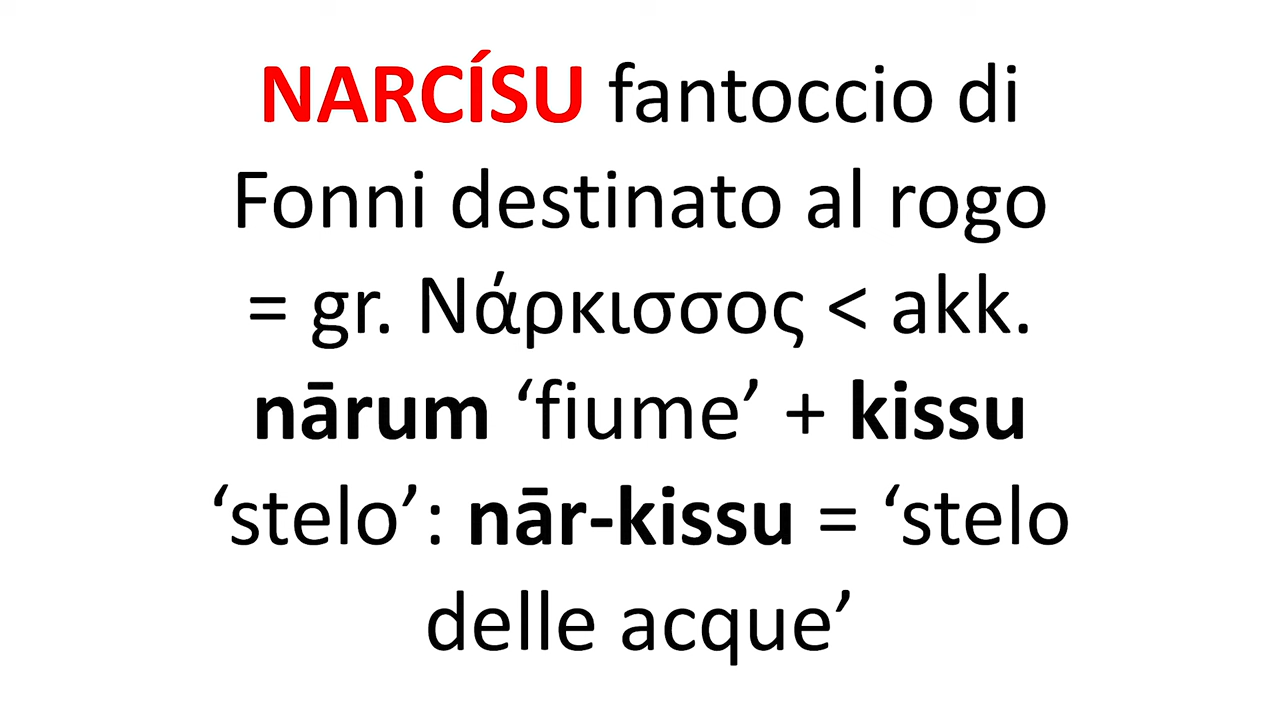 NARCÍSU fantoccio di
Fonni destinato al rogo
= gr. Νάρκισσος < akk.
nārum ‘fiume’ + kissu
‘stelo’: nār-kissu = ‘stelo
delle acque’